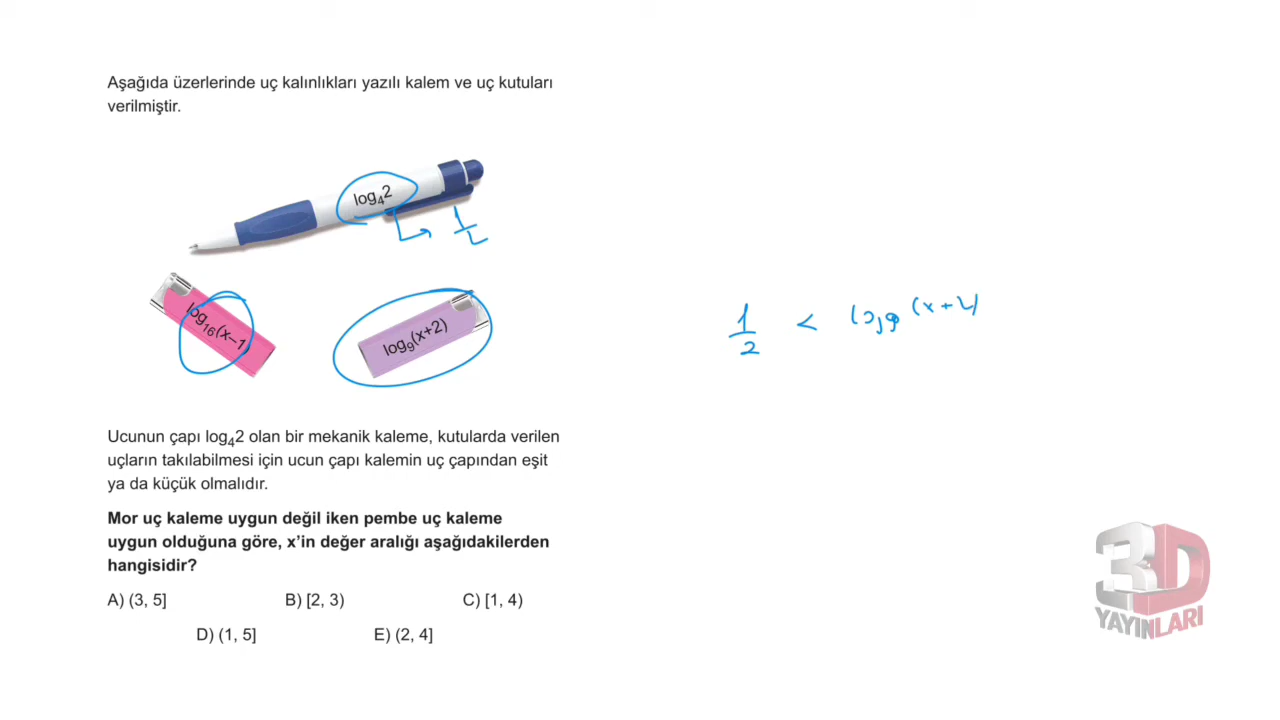 Aşağıda üzerlerinde uç kalınlıkları yazılı kalem ve uç kutuları
verilmiştir.
log₄2
1/2
log₁₆(x–1
log₉(x+2)
1/2 < log₉(x+2)
Ucunun çapı log₄2 olan bir mekanik kaleme, kutularda verilen
uçların takılabilmesi için ucun çapı kalemin uç çapından eşit
ya da küçük olmalıdır.
Mor uç kaleme uygun değil iken pembe uç kaleme
uygun olduğuna göre, x’in değer aralığı aşağıdakilerden
hangisidir?
A) (3, 5] B) [2, 3) C) [1, 4)
D) (1, 5] E) (2, 4]
3D
YAYINLARI